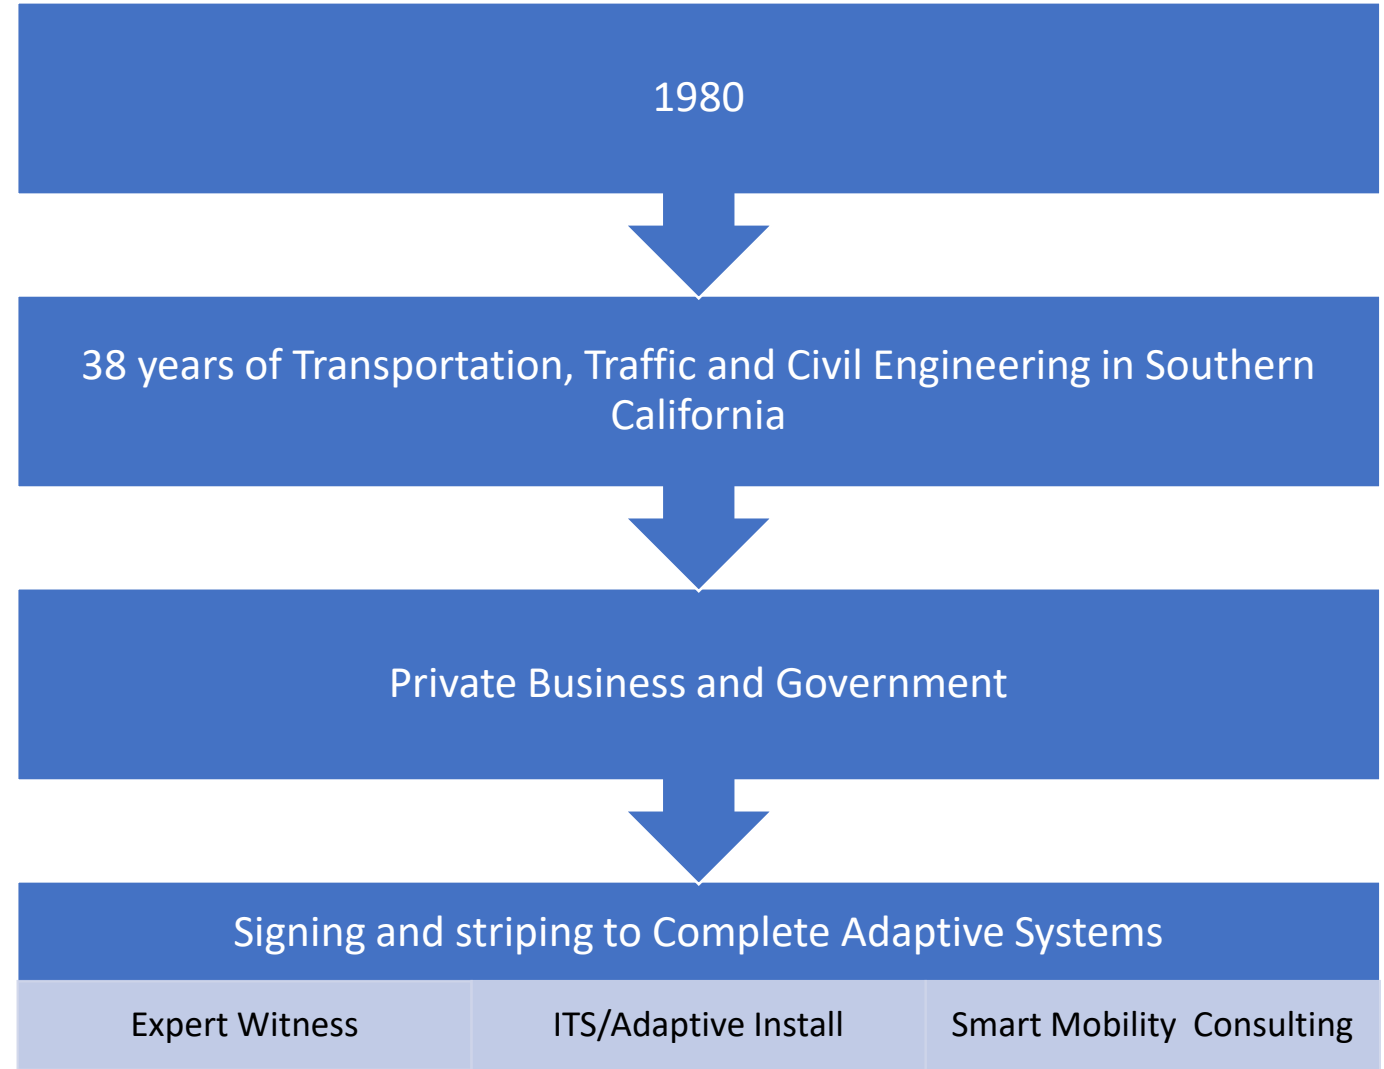 1980
38 years of Transportation, Traffic and Civil Engineering in Southern
California
Private Business and Government
Signing and striping to Complete Adaptive Systems
Expert Witness
ITS/Adaptive Install
Smart Mobility  Consulting